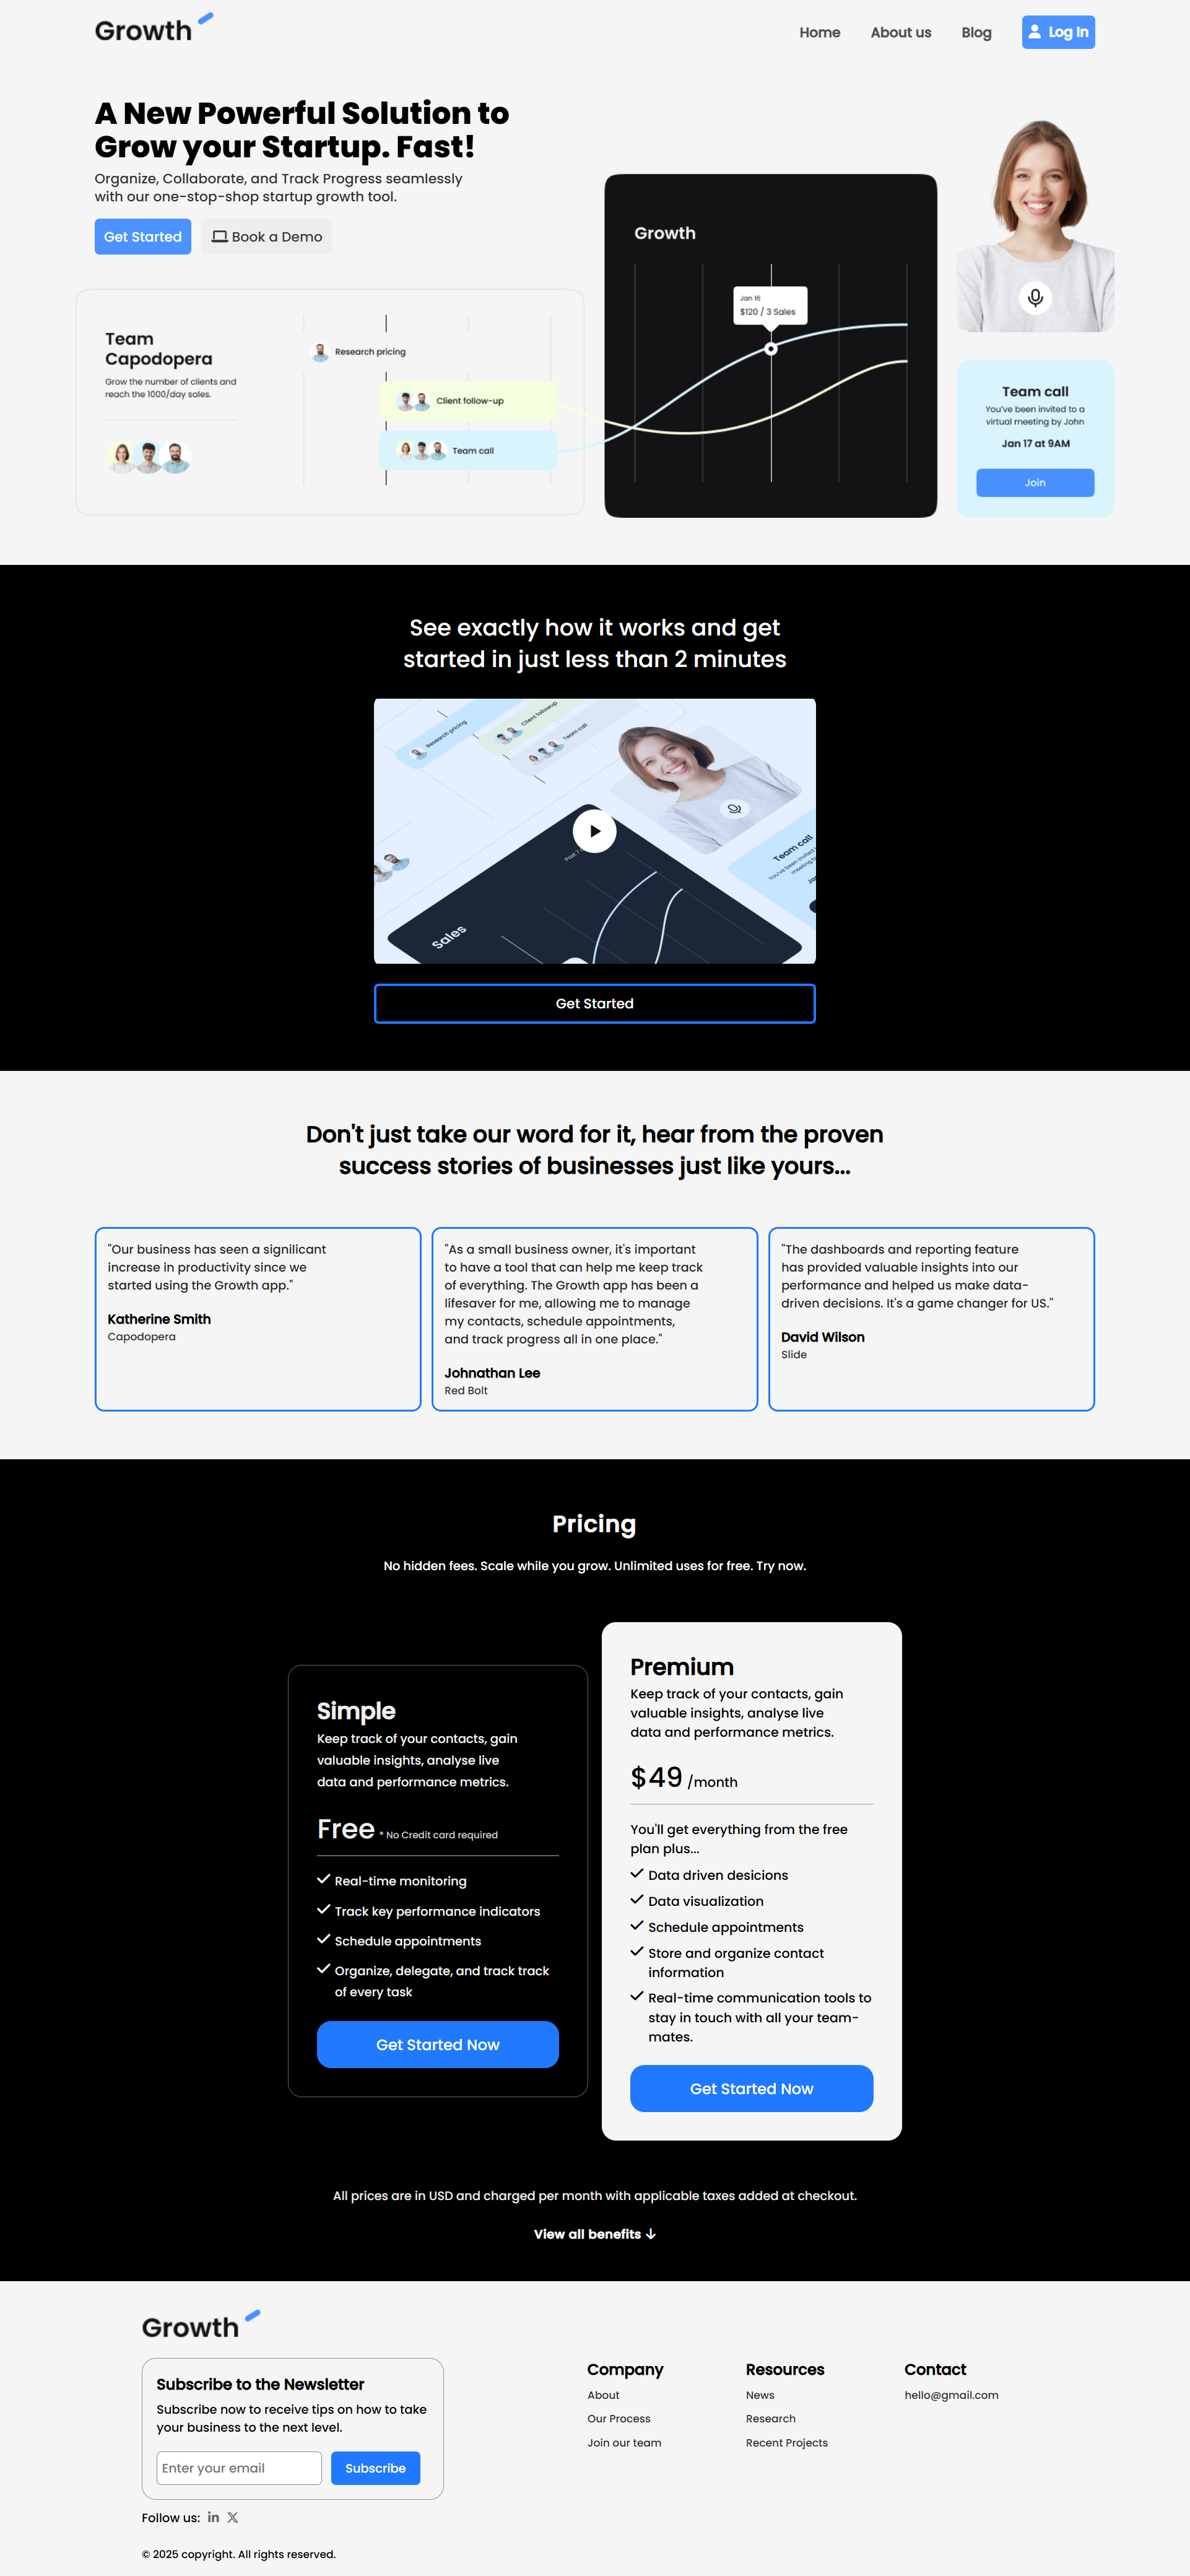 Growth
Home
About us
Blog
Log In
A New Powerful Solution to
Grow your Startup. Fast!
Organize, Collaborate, and Track Progress seamlessly
with our one-stop-shop startup growth tool.
Get Started
Book a Demo
Team
Capodopera
Grow the number of clients and
reach the 1000/day sales.
Research pricing
Client follow-up
Team call
Growth
Jan 16
$120 / 3 Sales
Team call
You've been invited to a
virtual meeting by John
Jan 17 at 9AM
Join
See exactly how it works and get
started in just less than 2 minutes
Research pricing
Client followup
Team call
Team call
You've been invited
meeting
Sales
Get Started
Don't just take our word for it, hear from the proven
success stories of businesses just like yours...
"Our business has seen a signilicant
increase in productivity since we
started using the Growth app."
Katherine Smith
Capodopera
"As a small business owner, it's important
to have a tool that can help me keep track
of everything. The Growth app has been a
lifesaver for me, allowing me to manage
my contacts, schedule appointments,
and track progress all in one place."
Johnathan Lee
Red Bolt
"The dashboards and reporting feature
has provided valuable insights into our
performance and helped us make data-
driven decisions. It's a game changer for US."
David Wilson
Slide
Pricing
No hidden fees. Scale while you grow. Unlimited uses for free. Try now.
Simple
Keep track of your contacts, gain
valuable insights, analyse live
data and performance metrics.
Free * No Credit card required
Real-time monitoring
Track key performance indicators
Schedule appointments
Organize, delegate, and track track
of every task
Get Started Now
Premium
Keep track of your contacts, gain
valuable insights, analyse live
data and performance metrics.
$49 /month
You'll get everything from the free
plan plus...
Data driven desicions
Data visualization
Schedule appointments
Store and organize contact
information
Real-time communication tools to
stay in touch with all your team-
mates.
Get Started Now
All prices are in USD and charged per month with applicable taxes added at checkout.
View all benefits ↓
Growth
Subscribe to the Newsletter
Subscribe now to receive tips on how to take
your business to the next level.
Enter your email
Subscribe
Follow us:
© 2025 copyright. All rights reserved.
Company
About
Our Process
Join our team
Resources
News
Research
Recent Projects
Contact
hello@gmail.com